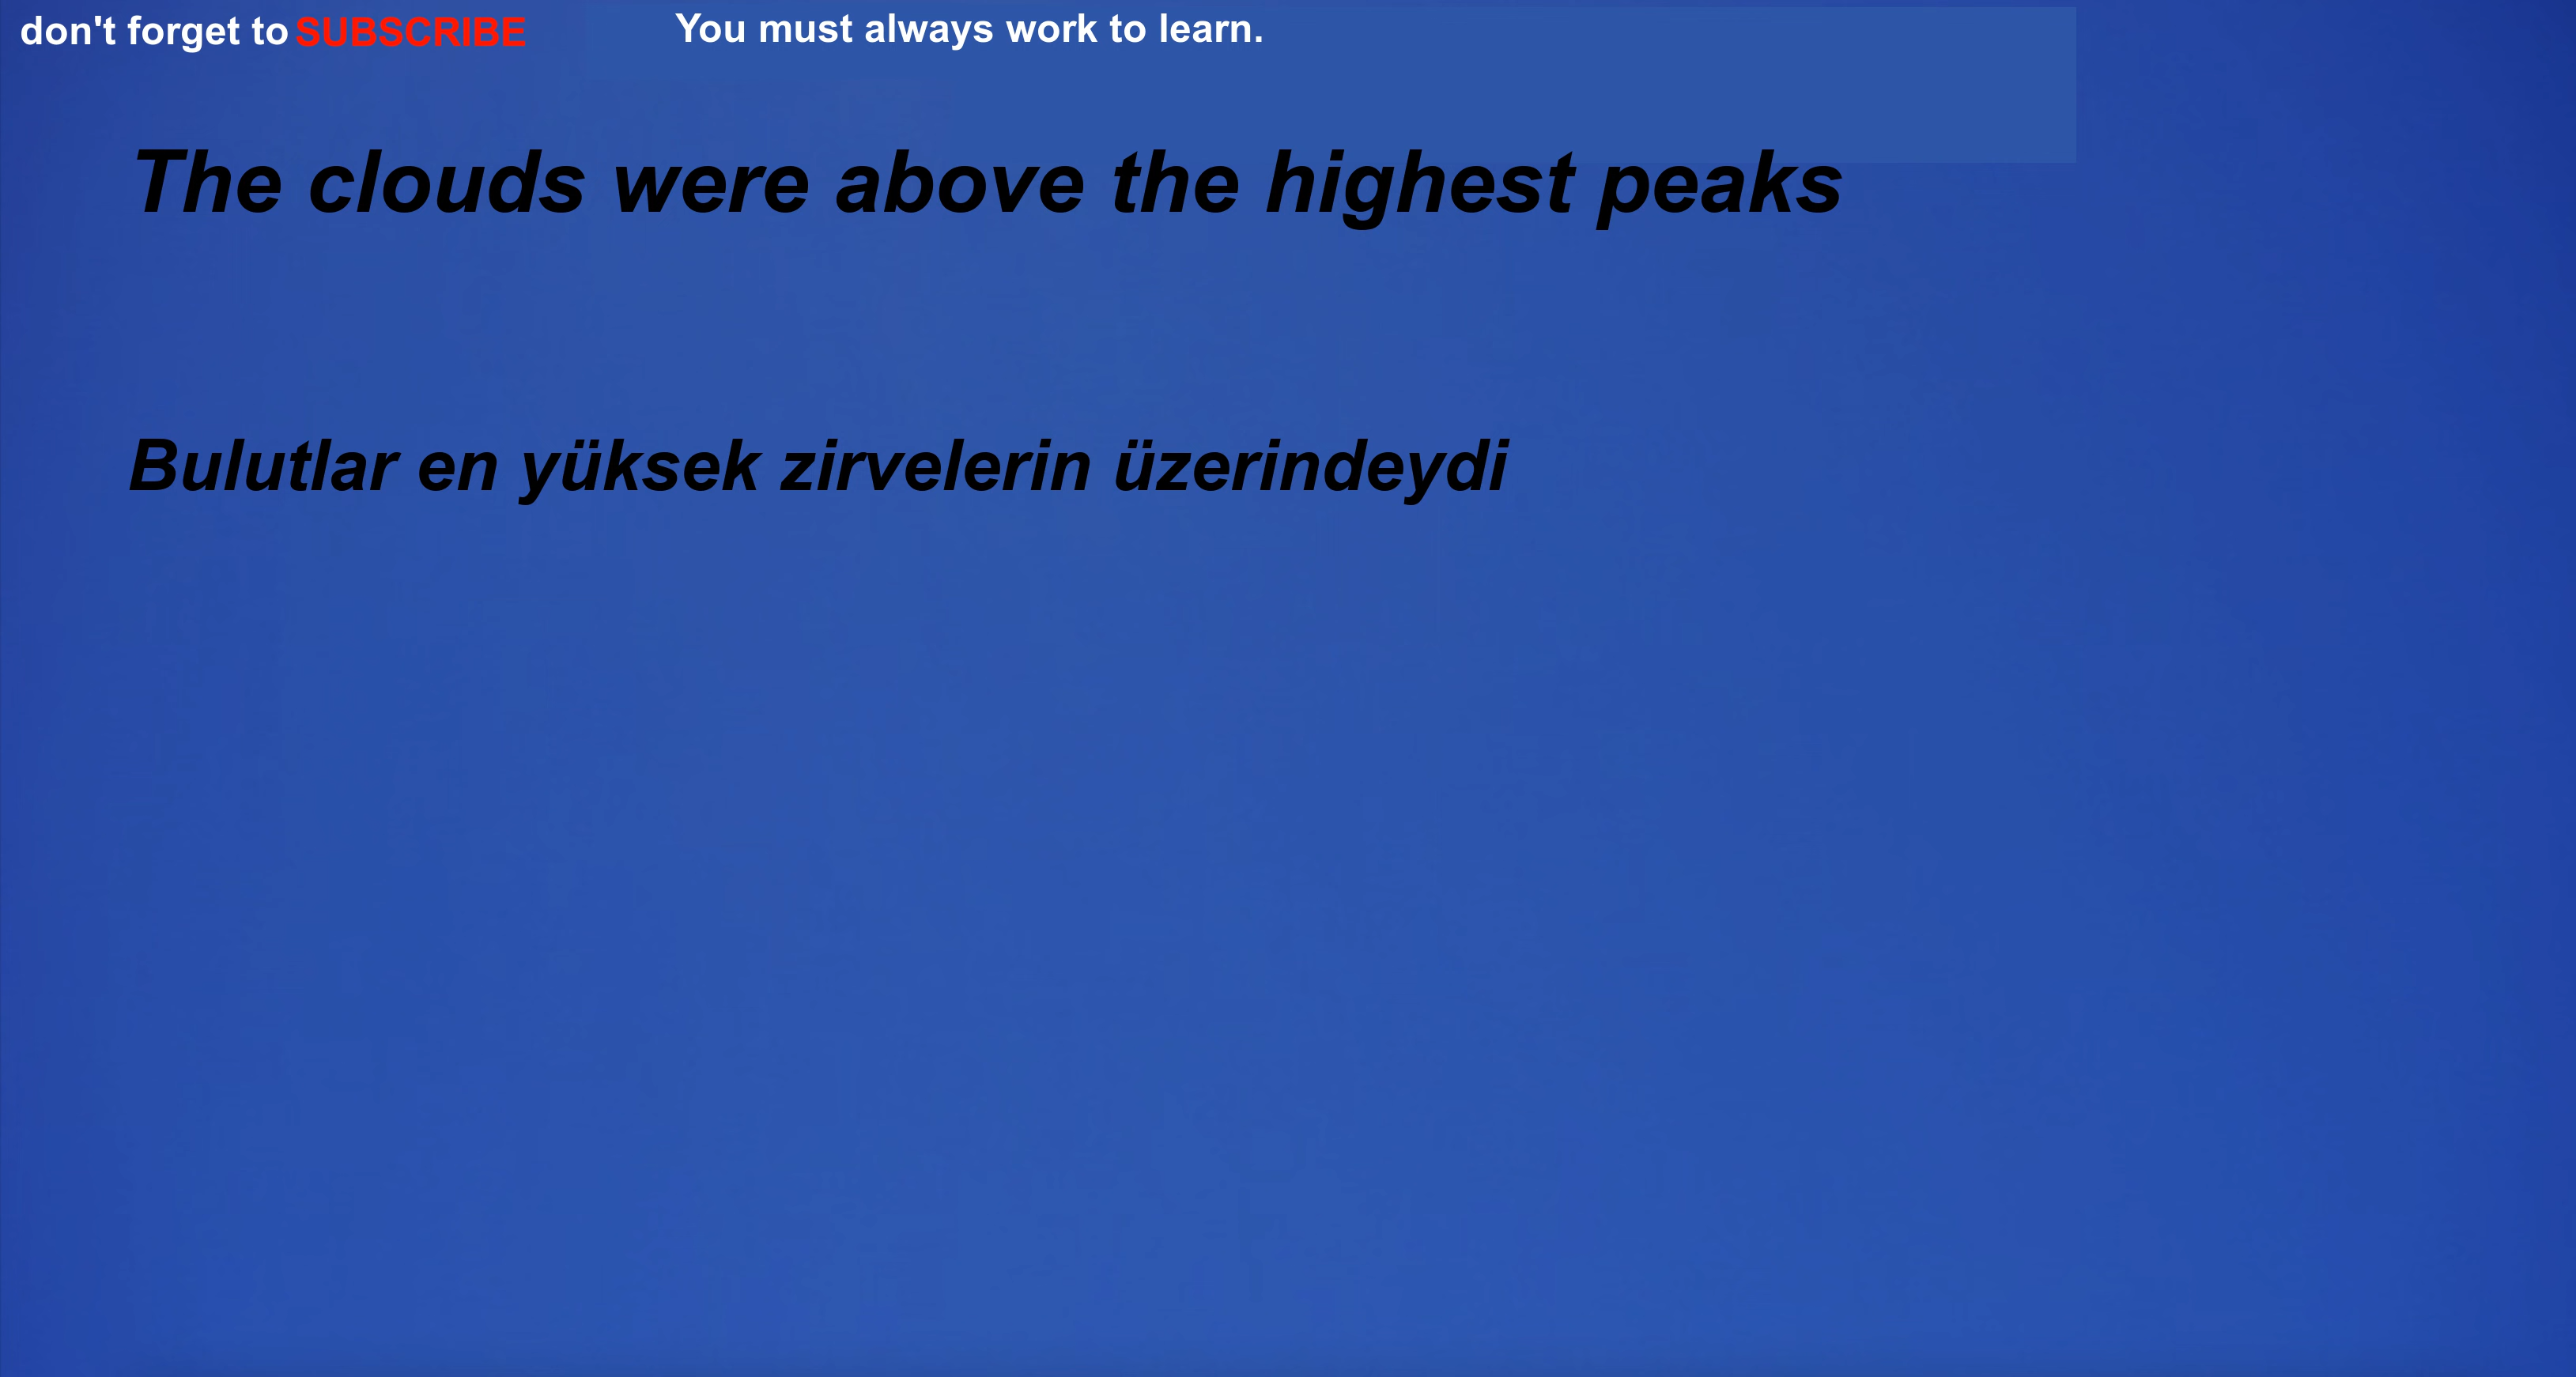 don't forget to SUBSCRIBE You must always work to learn.
The clouds were above the highest peaks
Bulutlar en yüksek zirvelerin üzerindeydi